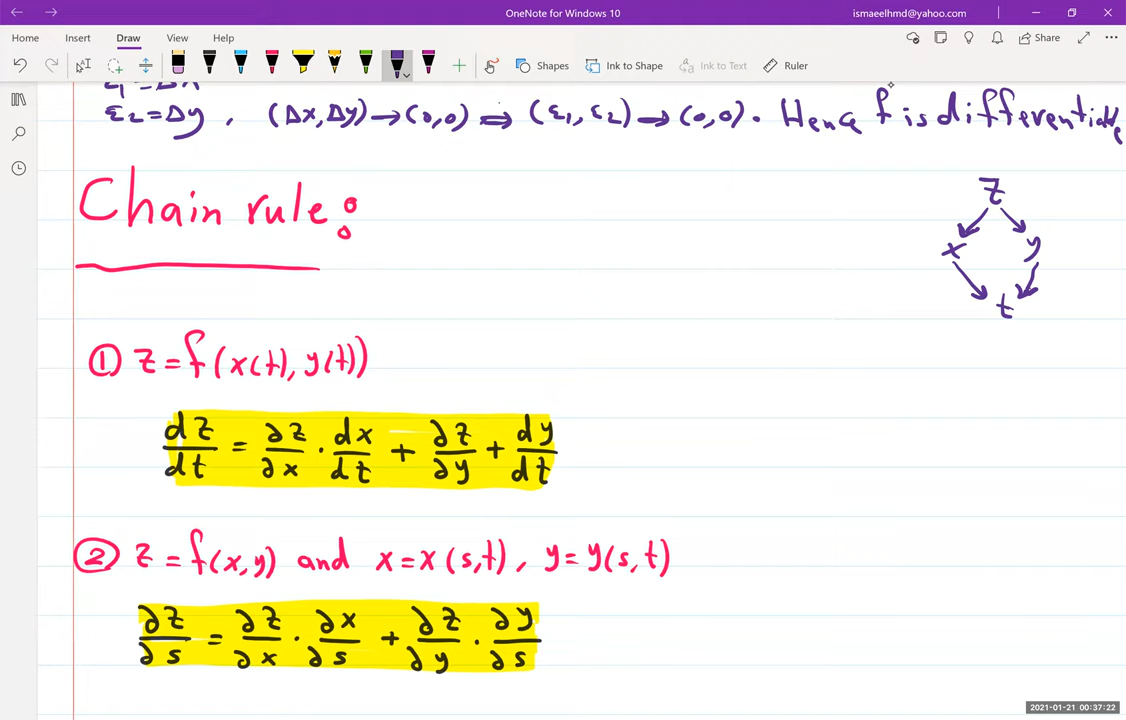 OneNote for Windows 10
ismaeelhmd@yahoo.com
Home Insert Draw View Help
Share
Shapes Ink to Shape Ink to Text Ruler
ε₁ = Δx
ε₂ = Δy, (Δx, Δy) → (0,0) ⟺ (ε₁, ε₂) → (0,0). Hence f is differentiable
Chain rule:
z
x y
t
① z = f(x(t), y(t))
dz/dt = ∂z/∂x · dx/dt + ∂z/∂y + dy/dt
② z = f(x,y) and x = x(s,t), y = y(s,t)
∂z/∂s = ∂z/∂x · ∂x/∂s + ∂z/∂y · ∂y/∂s
2021-01-21 00:37:22